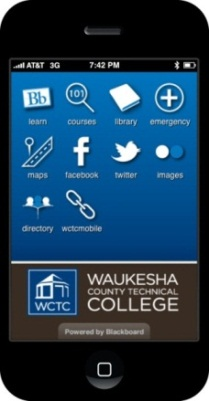 AT&T 3G 7:42 PM
Bb 101
learn courses library emergency
f
maps facebook twitter images
directory wctcmobile
WAUKESHA
COUNTY TECHNICAL
COLLEGE
WCTC
Powered by Blackboard